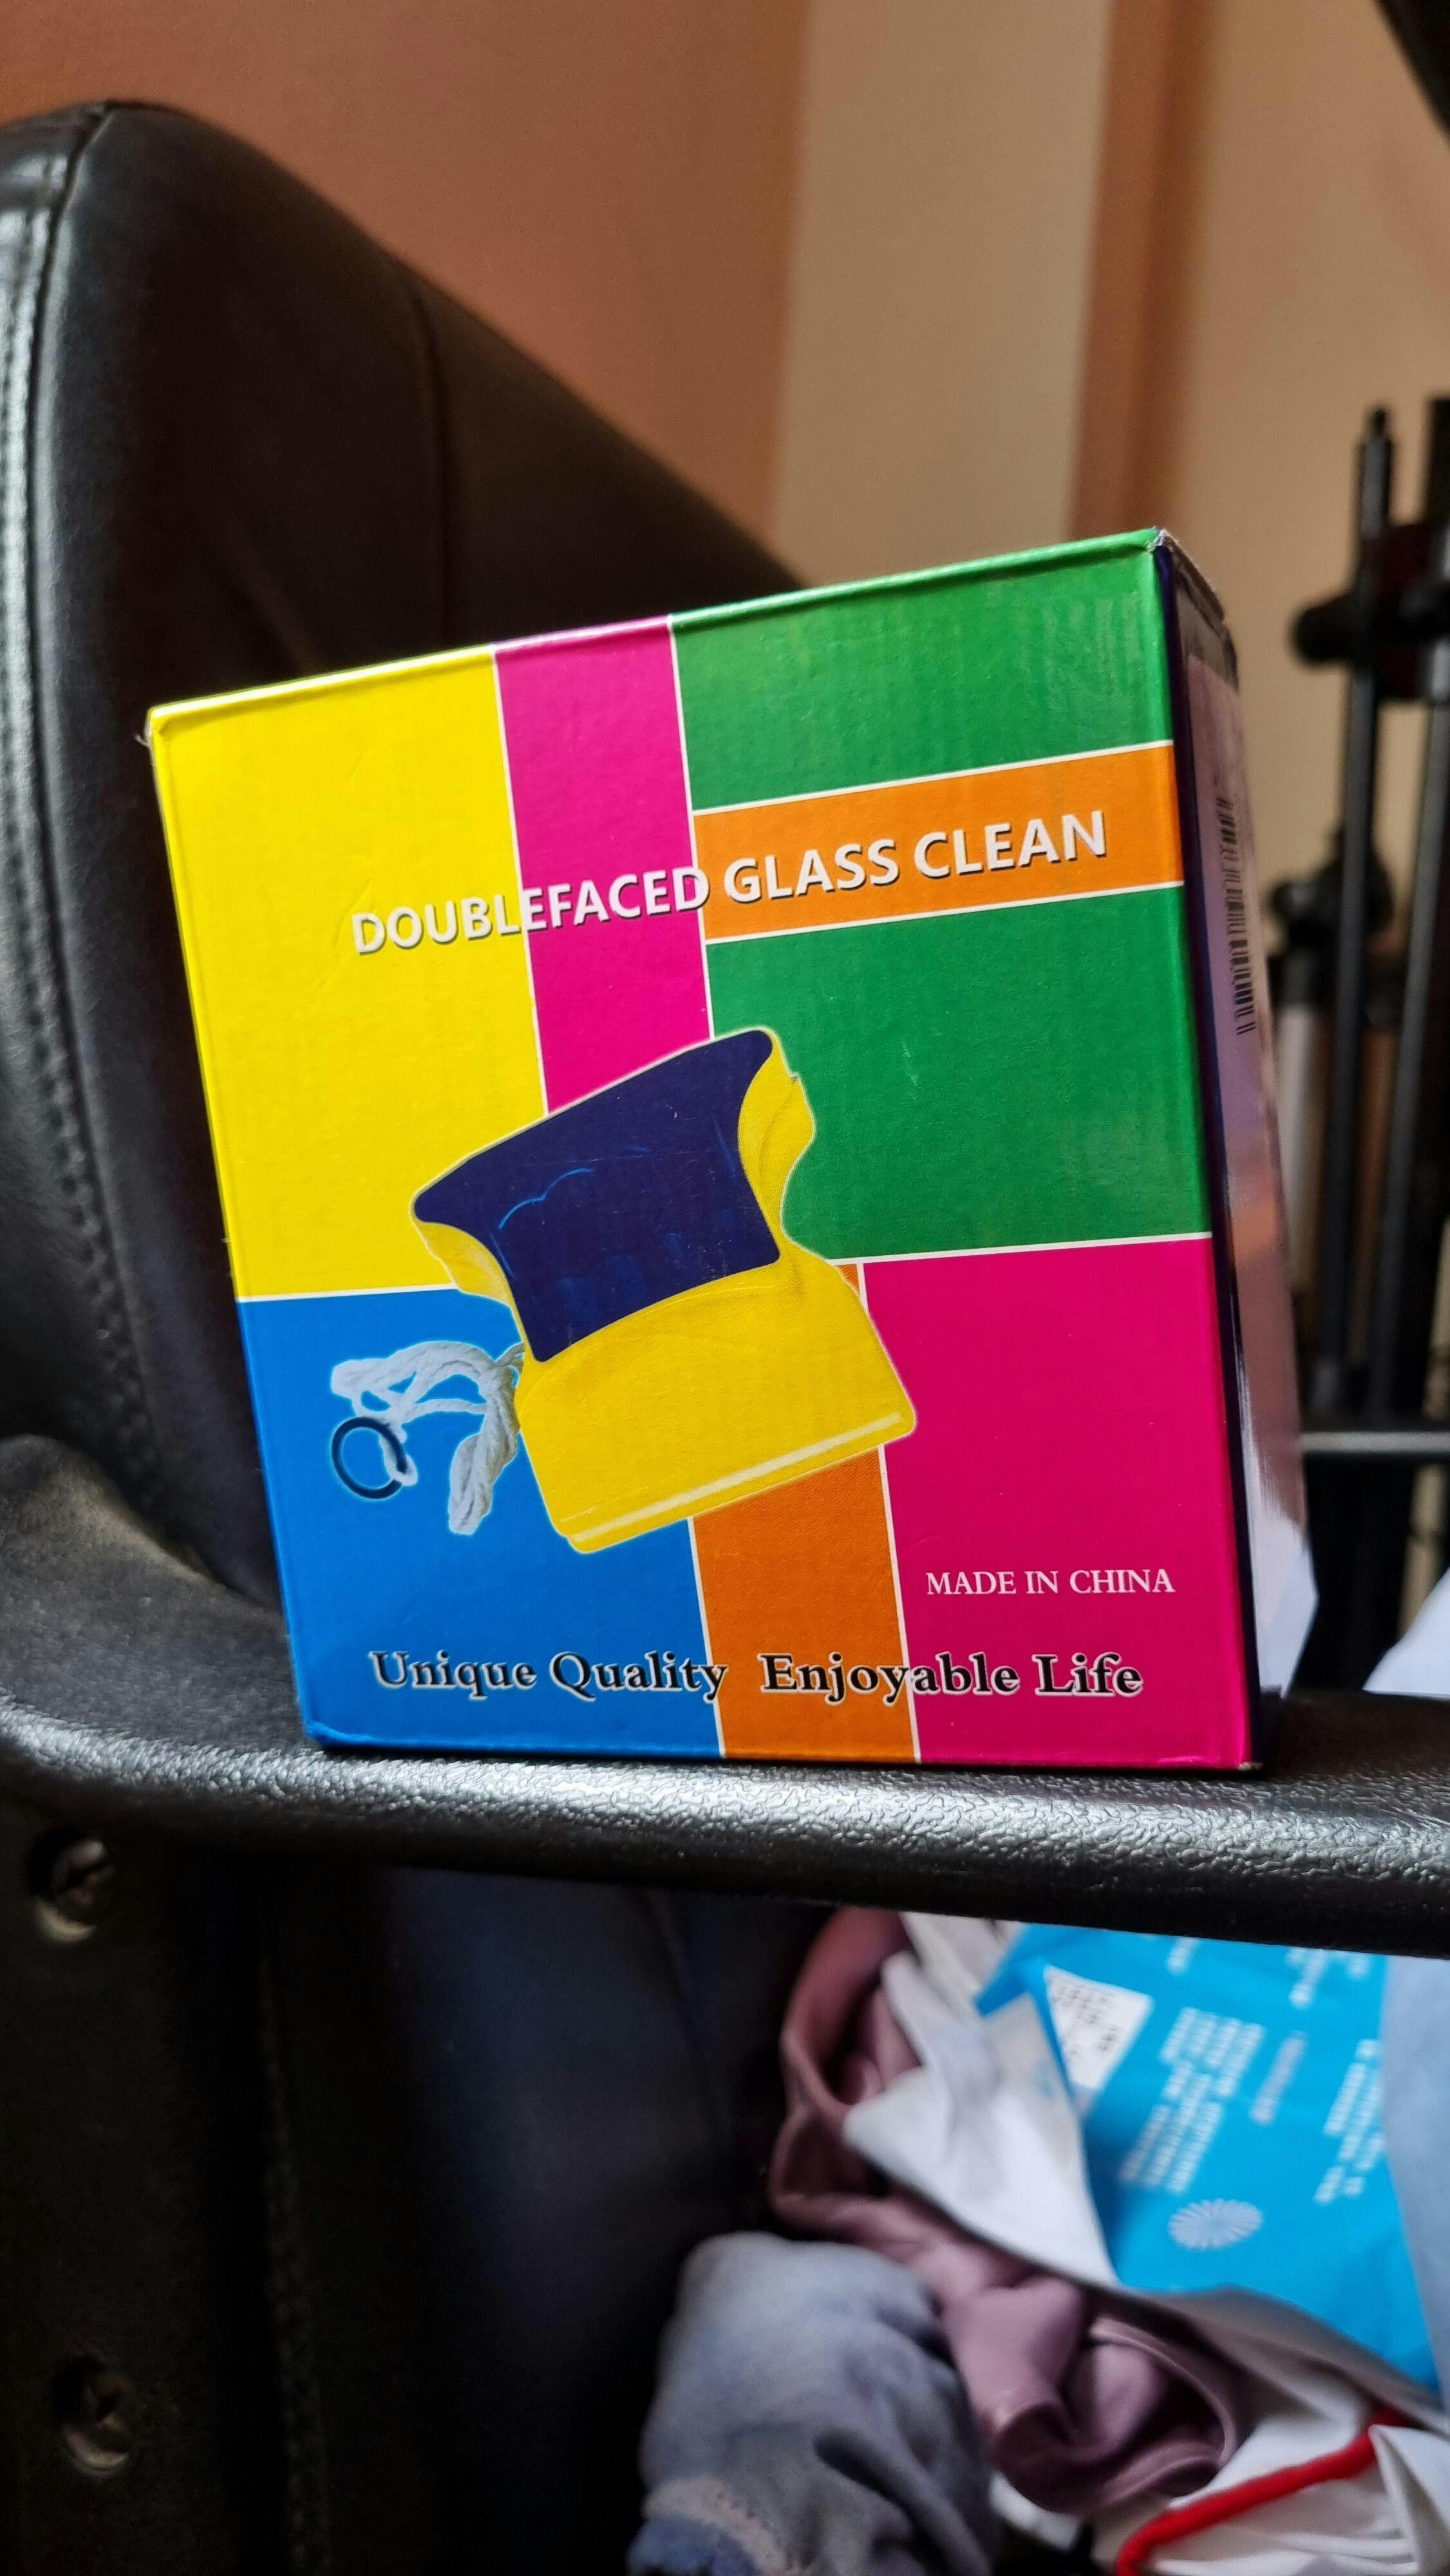 DOUBLEFACED GLASS CLEAN
MADE IN CHINA
Unique Quality Enjoyable Life